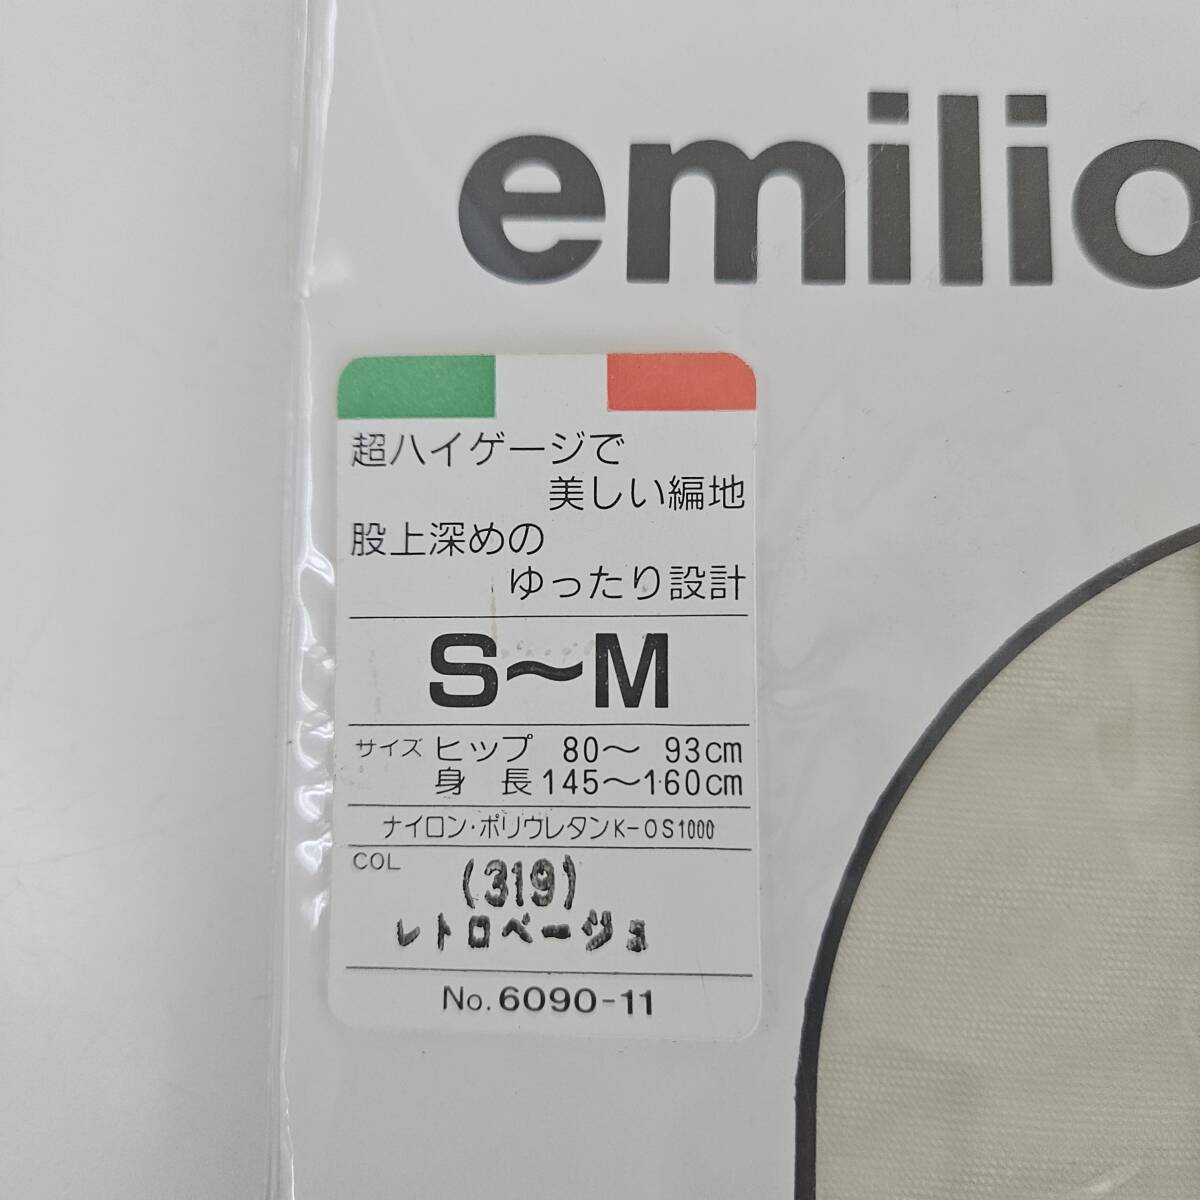 emilio
超ハイゲージで
美しい編地
股上深めの
ゆったり設計
S～M
サイズ ヒップ 80～ 93cm
身 長 145～160cm
ナイロン・ポリウレタンK-OS1000
COL
(319)
レトロベージュ
No.6090-11